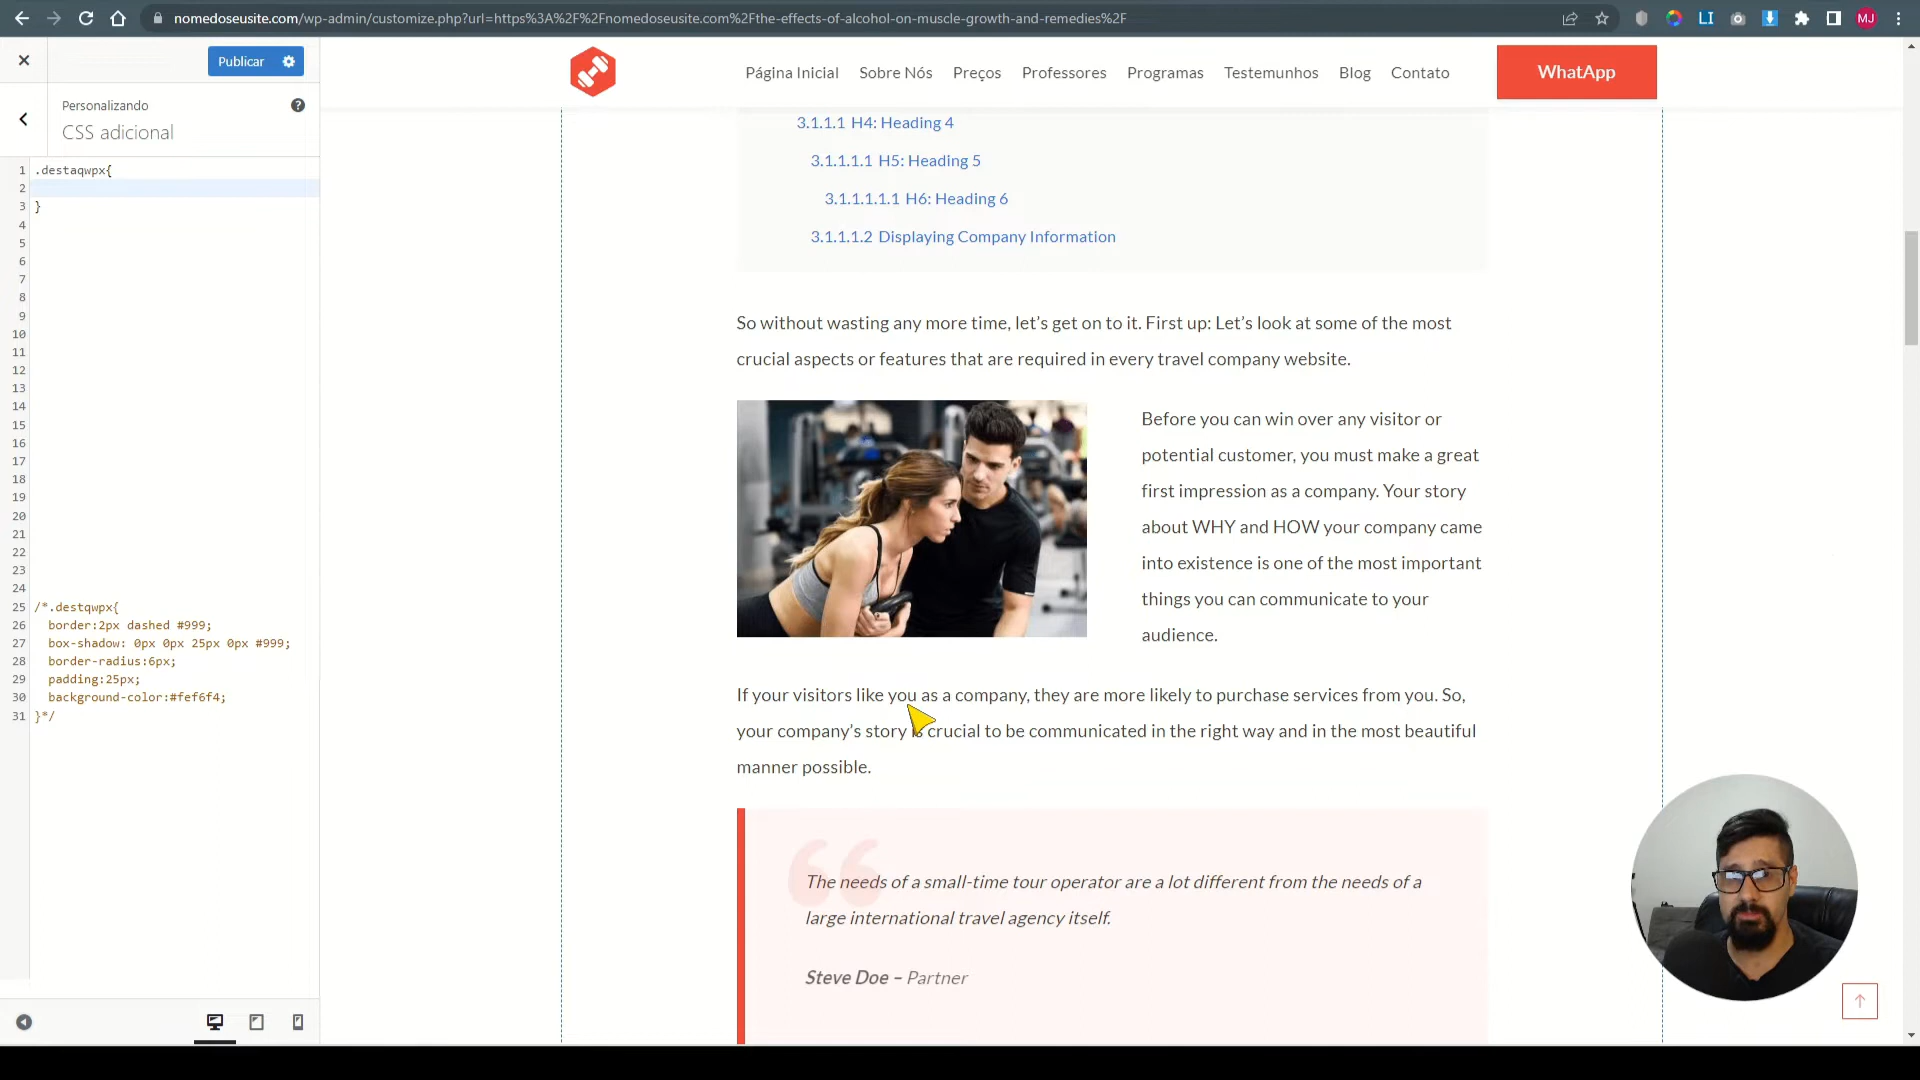 nomedoseusite.com/wp-admin/customize.php?url=https%3A%2F%2Fnomedoseusite.com%2Fthe-effects-of-alcohol-on-muscle-growth-and-remedies%2F
LI
MJ
Publicar
Personalizando
CSS adicional
1 .destaqwpx{
2
3 }
4
5
6
7
8
9
10
11
12
13
14
15
16
17
18
19
20
21
22
23
24
25 /*.destqwpx{
26 border:2px dashed #999;
27 box-shadow: 0px 0px 25px 0px #999;
28 border-radius:6px;
29 padding:25px;
30 background-color:#fef6f4;
31 }*/
Página Inicial Sobre Nós Preços Professores Programas Testemunhos Blog Contato
WhatApp
3.1.1.1 H4: Heading 4
3.1.1.1.1 H5: Heading 5
3.1.1.1.1.1 H6: Heading 6
3.1.1.1.2 Displaying Company Information
So without wasting any more time, let’s get on to it. First up: Let’s look at some of the most
crucial aspects or features that are required in every travel company website.
Before you can win over any visitor or
potential customer, you must make a great
first impression as a company. Your story
about WHY and HOW your company came
into existence is one of the most important
things you can communicate to your
audience.
If your visitors like you as a company, they are more likely to purchase services from you. So,
your company’s story is crucial to be communicated in the right way and in the most beautiful
manner possible.
The needs of a small-time tour operator are a lot different from the needs of a
large international travel agency itself.
Steve Doe – Partner